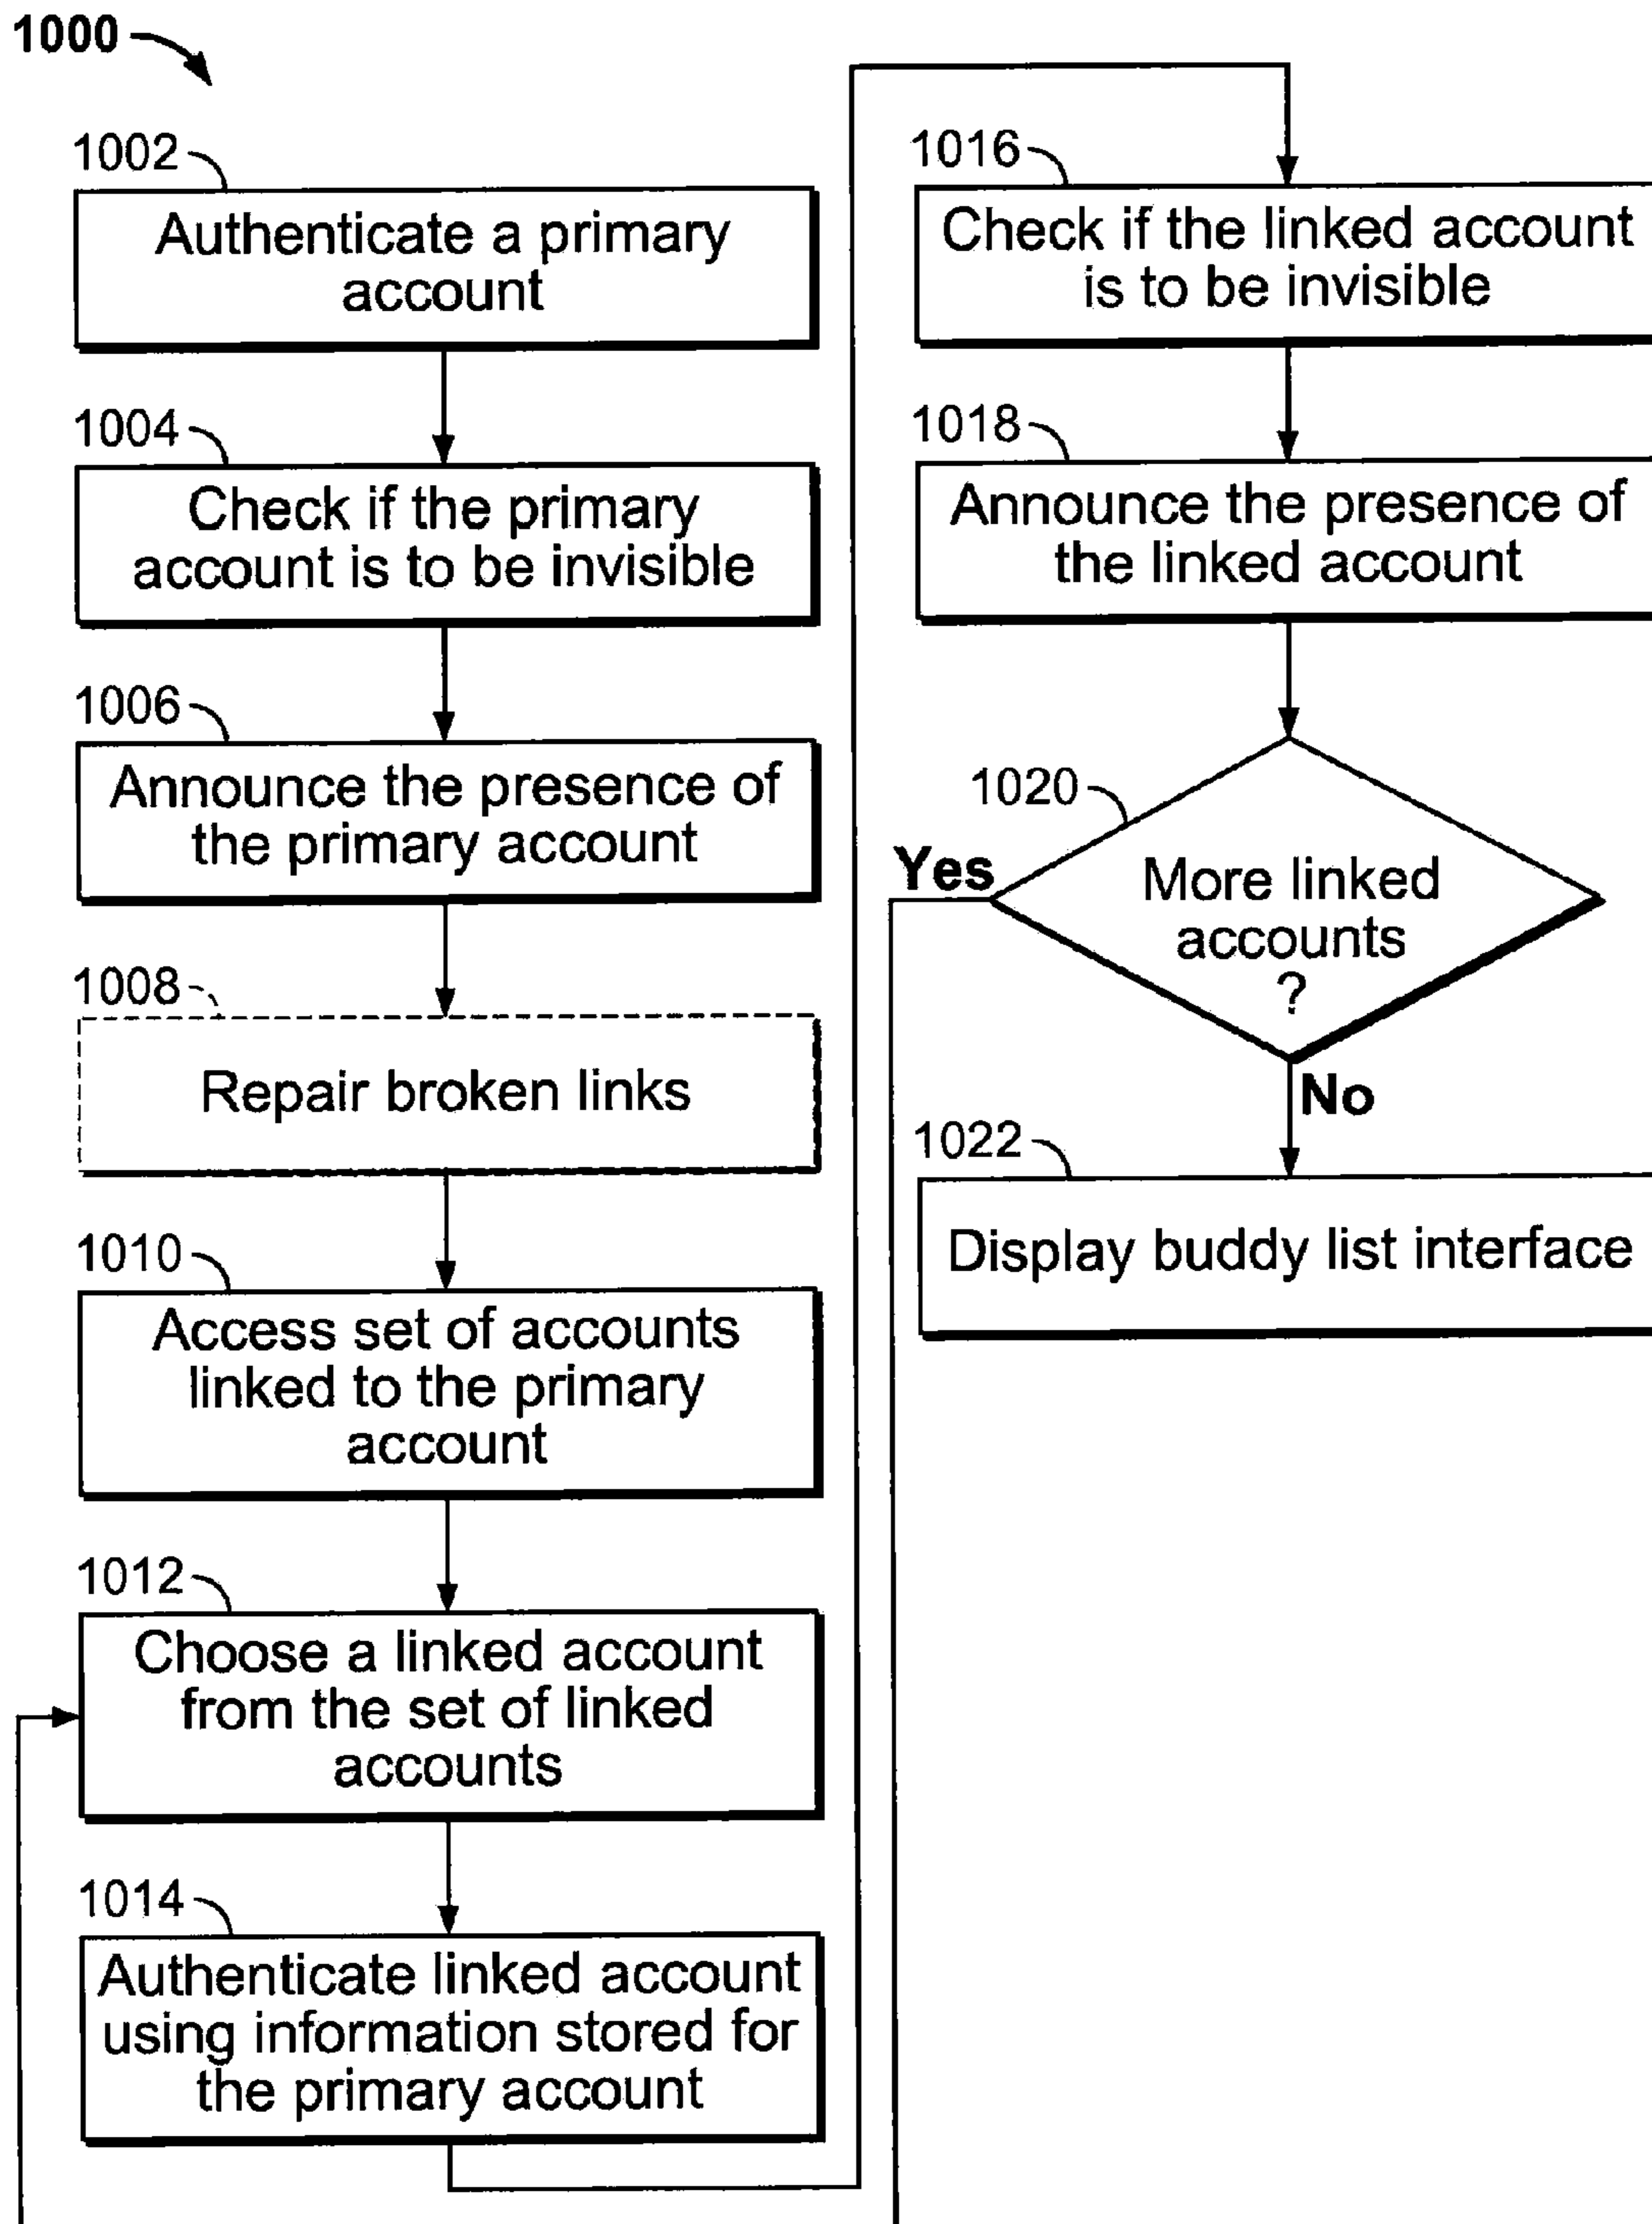 1000
1002
Authenticate a primary
account
1004
Check if the primary
account is to be invisible
1006
Announce the presence of
the primary account
1008
Repair broken links
1010
Access set of accounts
linked to the primary
account
1012
Choose a linked account
from the set of linked
accounts
1014
Authenticate linked account
using information stored for
the primary account
1016
Check if the linked account
is to be invisible
1018
Announce the presence of
the linked account
1020
Yes
More linked
accounts
?
No
1022
Display buddy list interface